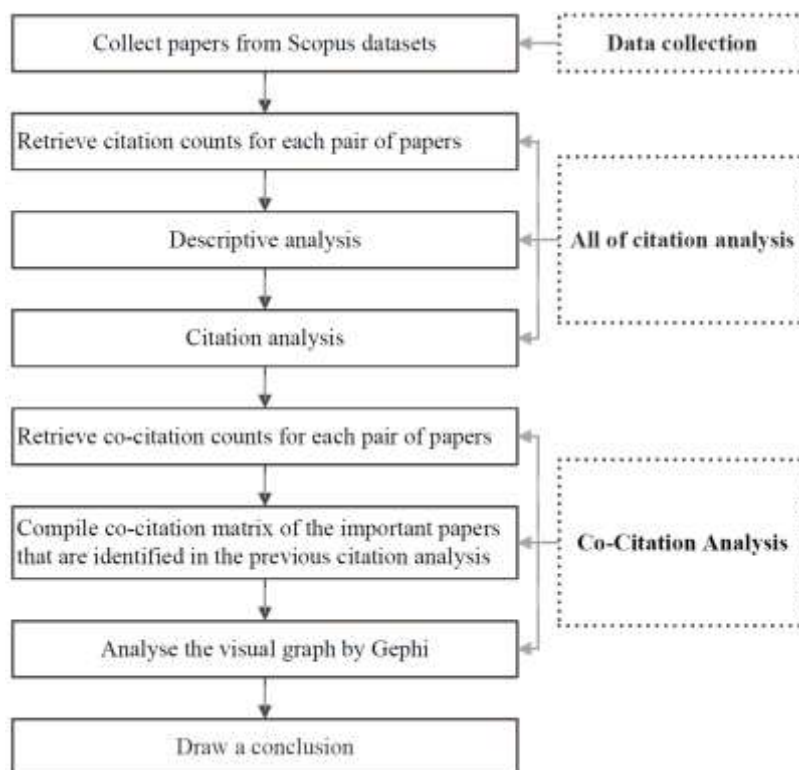 Collect papers from Scopus datasets
Data collection
Retrieve citation counts for each pair of papers
Descriptive analysis
All of citation analysis
Citation analysis
Retrieve co-citation counts for each pair of papers
Compile co-citation matrix of the important papers
that are identified in the previous citation analysis
Co-Citation Analysis
Analyse the visual graph by Gephi
Draw a conclusion